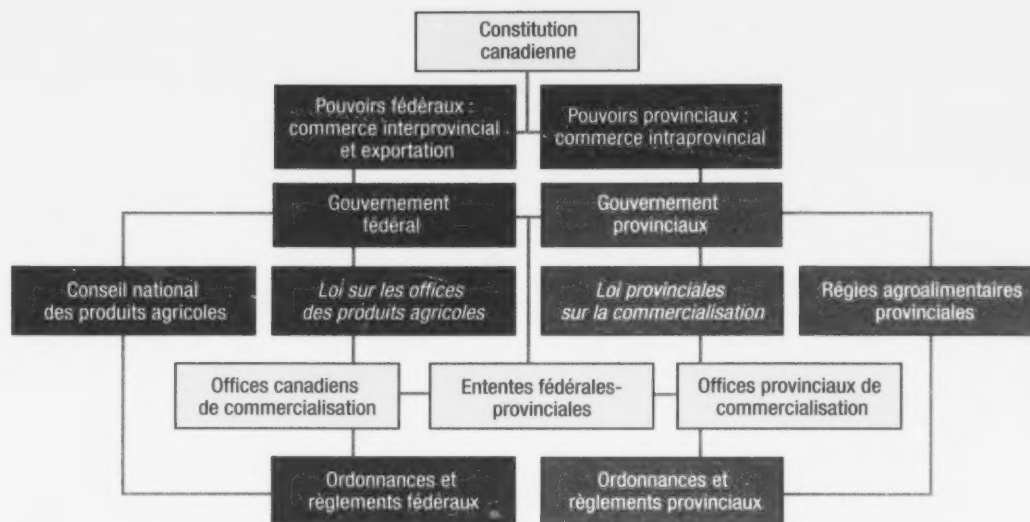 Constitution
canadienne
Pouvoirs fédéraux :
commerce interprovincial
et exportation
Pouvoirs provinciaux :
commerce intraprovincial
Gouvernement
fédéral
Gouvernement
provinciaux
Conseil national
des produits agricoles
Loi sur les offices
des produits agricoles
Loi provinciales
sur la commercialisation
Régies agroalimentaires
provinciales
Offices canadiens
de commercialisation
Ententes fédérales-
provinciales
Offices provinciaux de
commercialisation
Ordonnances et
règlements fédéraux
Ordonnances et
règlements provinciaux